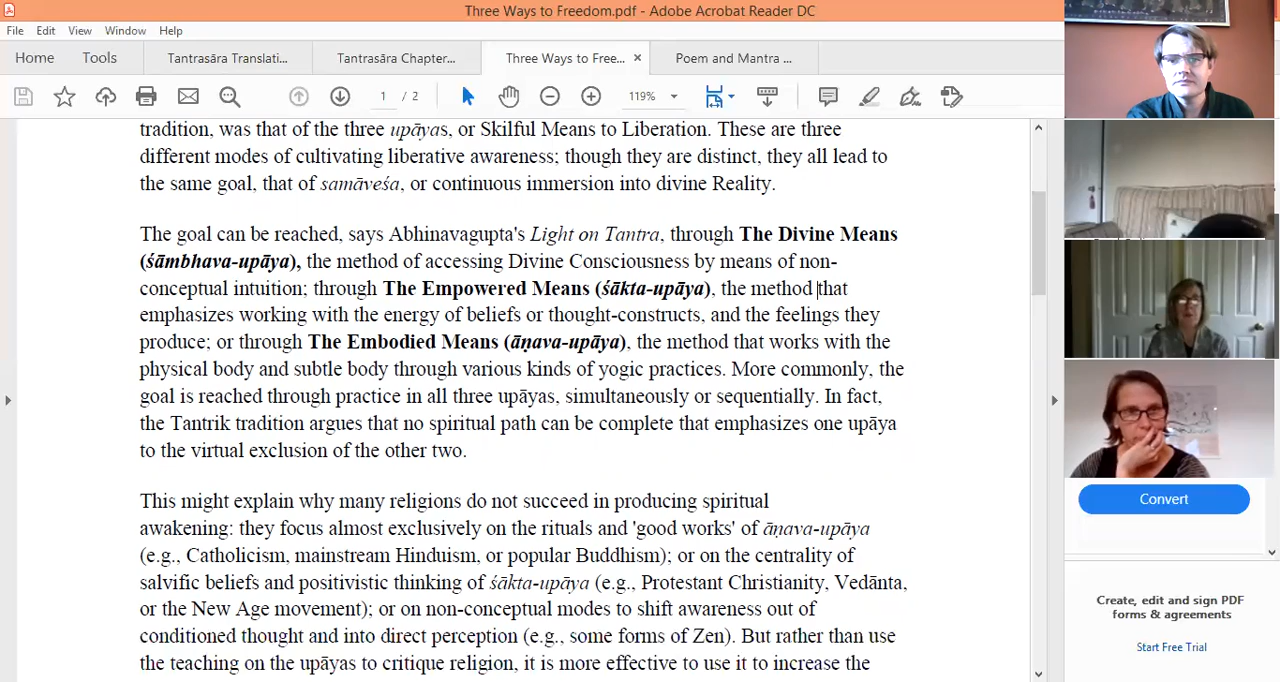 Three Ways to Freedom.pdf - Adobe Acrobat Reader DC
File Edit View Window Help
Home Tools Tantrasāra Translati... Tantrasāra Chapter... Three Ways to Free... × Poem and Mantra ...
1 / 2 119%
tradition, was that of the three upāyas, or Skilful Means to Liberation. These are three
different modes of cultivating liberative awareness; though they are distinct, they all lead to
the same goal, that of samāveśa, or continuous immersion into divine Reality.
The goal can be reached, says Abhinavagupta's Light on Tantra, through The Divine Means
(śāmbhava-upāya), the method of accessing Divine Consciousness by means of non-
conceptual intuition; through The Empowered Means (śākta-upāya), the method that
emphasizes working with the energy of beliefs or thought-constructs, and the feelings they
produce; or through The Embodied Means (āṇava-upāya), the method that works with the
physical body and subtle body through various kinds of yogic practices. More commonly, the
goal is reached through practice in all three upāyas, simultaneously or sequentially. In fact,
the Tantrik tradition argues that no spiritual path can be complete that emphasizes one upāya
to the virtual exclusion of the other two.
This might explain why many religions do not succeed in producing spiritual
awakening: they focus almost exclusively on the rituals and 'good works' of āṇava-upāya
(e.g., Catholicism, mainstream Hinduism, or popular Buddhism); or on the centrality of
salvific beliefs and positivistic thinking of śākta-upāya (e.g., Protestant Christianity, Vedānta,
or the New Age movement); or on non-conceptual modes to shift awareness out of
conditioned thought and into direct perception (e.g., some forms of Zen). But rather than use
the teaching on the upāyas to critique religion, it is more effective to use it to increase the
Convert
Create, edit and sign PDF
forms & agreements
Start Free Trial